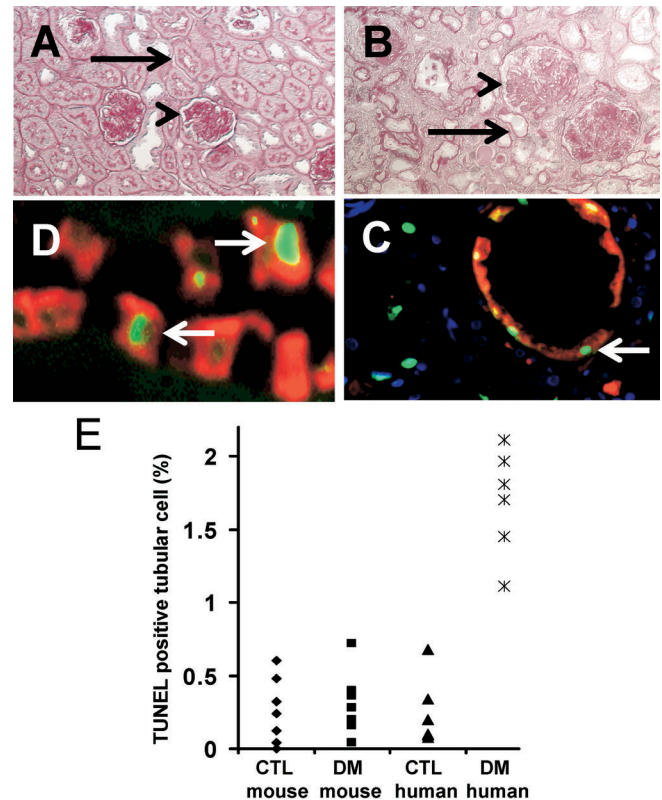 A
B
D
C
E
TUNEL positive tubular cell (%)
2
1.5
1
0.5
0
CTL mouse
DM mouse
CTL human
DM human